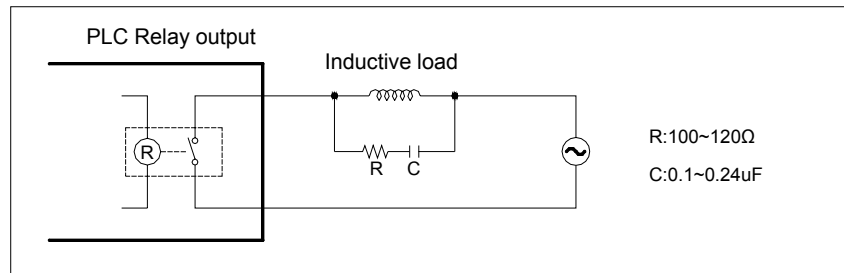 PLC Relay output
Inductive load
R
R C
R:100~120Ω
C:0.1~0.24uF